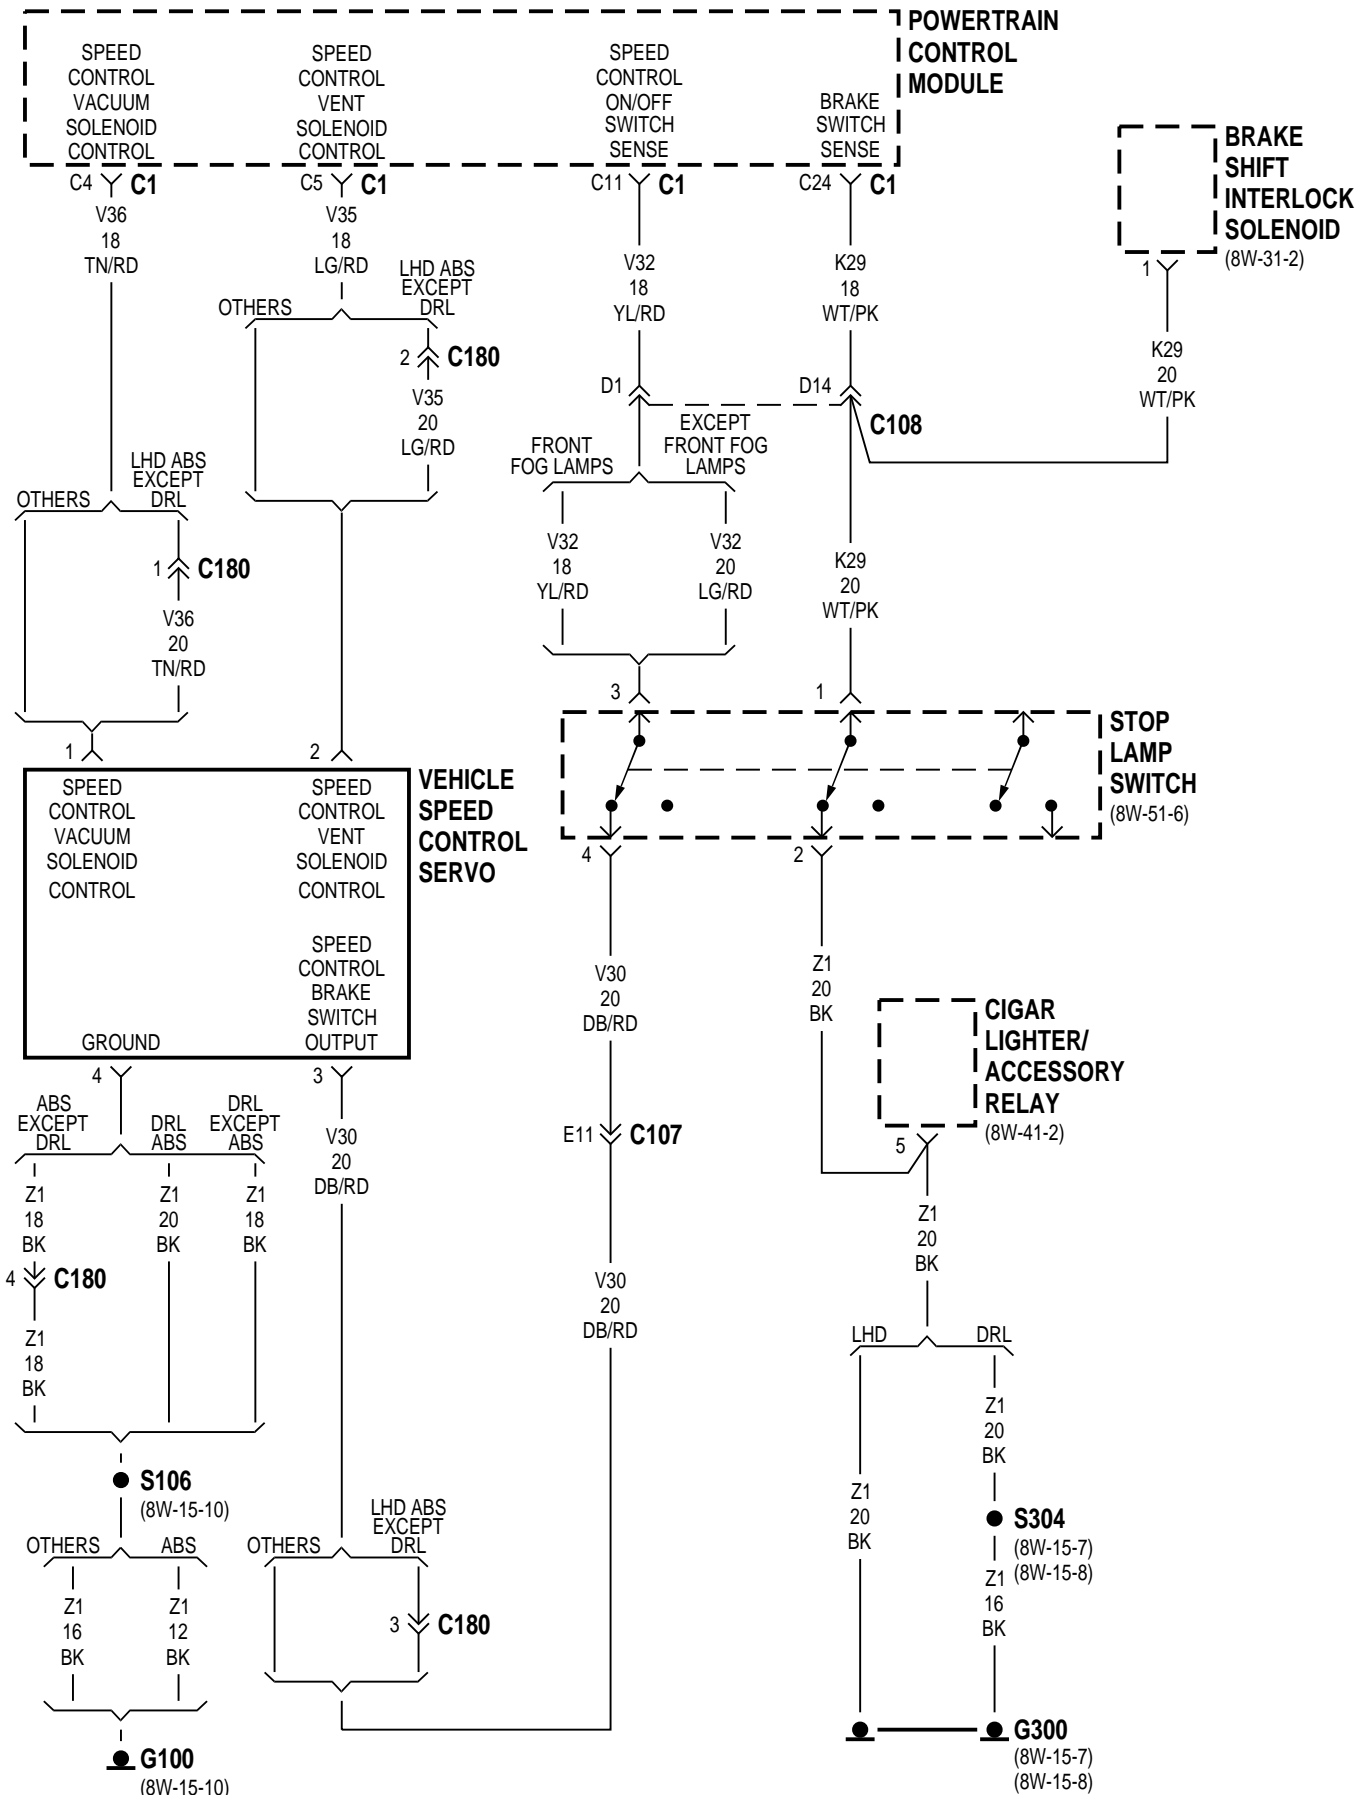 POWERTRAIN
CONTROL
MODULE
SPEED
CONTROL
VACUUM
SOLENOID
CONTROL
SPEED
CONTROL
VENT
SOLENOID
CONTROL
SPEED
CONTROL
ON/OFF
SWITCH
SENSE
BRAKE
SWITCH
SENSE
C4 C1
C5 C1
C11 C1
C24 C1
BRAKE
SHIFT
INTERLOCK
SOLENOID
(8W-31-2)
1
V36
18
TN/RD
V35
18
LG/RD
V32
18
YL/RD
K29
18
WT/PK
K29
20
WT/PK
OTHERS
LHD ABS
EXCEPT
DRL
2 C180
V35
20
LG/RD
D1
D14
C108
FRONT
FOG LAMPS
EXCEPT
FRONT FOG
LAMPS
OTHERS
LHD ABS
EXCEPT
DRL
1 C180
V36
20
TN/RD
V32
18
YL/RD
V32
20
LG/RD
K29
20
WT/PK
3
1
STOP
LAMP
SWITCH
(8W-51-6)
4
2
1
2
VEHICLE
SPEED
CONTROL
SERVO
SPEED
CONTROL
VACUUM
SOLENOID
CONTROL
SPEED
CONTROL
VENT
SOLENOID
CONTROL
SPEED
CONTROL
BRAKE
SWITCH
OUTPUT
GROUND
4
3
V30
20
DB/RD
Z1
20
BK
CIGAR
LIGHTER/
ACCESSORY
RELAY
(8W-41-2)
5
ABS
EXCEPT
DRL
DRL
ABS
DRL
EXCEPT
ABS
V30
20
DB/RD
E11 C107
Z1
18
BK
Z1
20
BK
Z1
18
BK
4 C180
Z1
18
BK
Z1
20
BK
V30
20
DB/RD
LHD
DRL
Z1
20
BK
Z1
20
BK
S304
(8W-15-7)
(8W-15-8)
Z1
16
BK
S106
(8W-15-10)
OTHERS
ABS
Z1
16
BK
Z1
12
BK
OTHERS
LHD ABS
EXCEPT
DRL
3 C180
G100
(8W-15-10)
G300
(8W-15-7)
(8W-15-8)